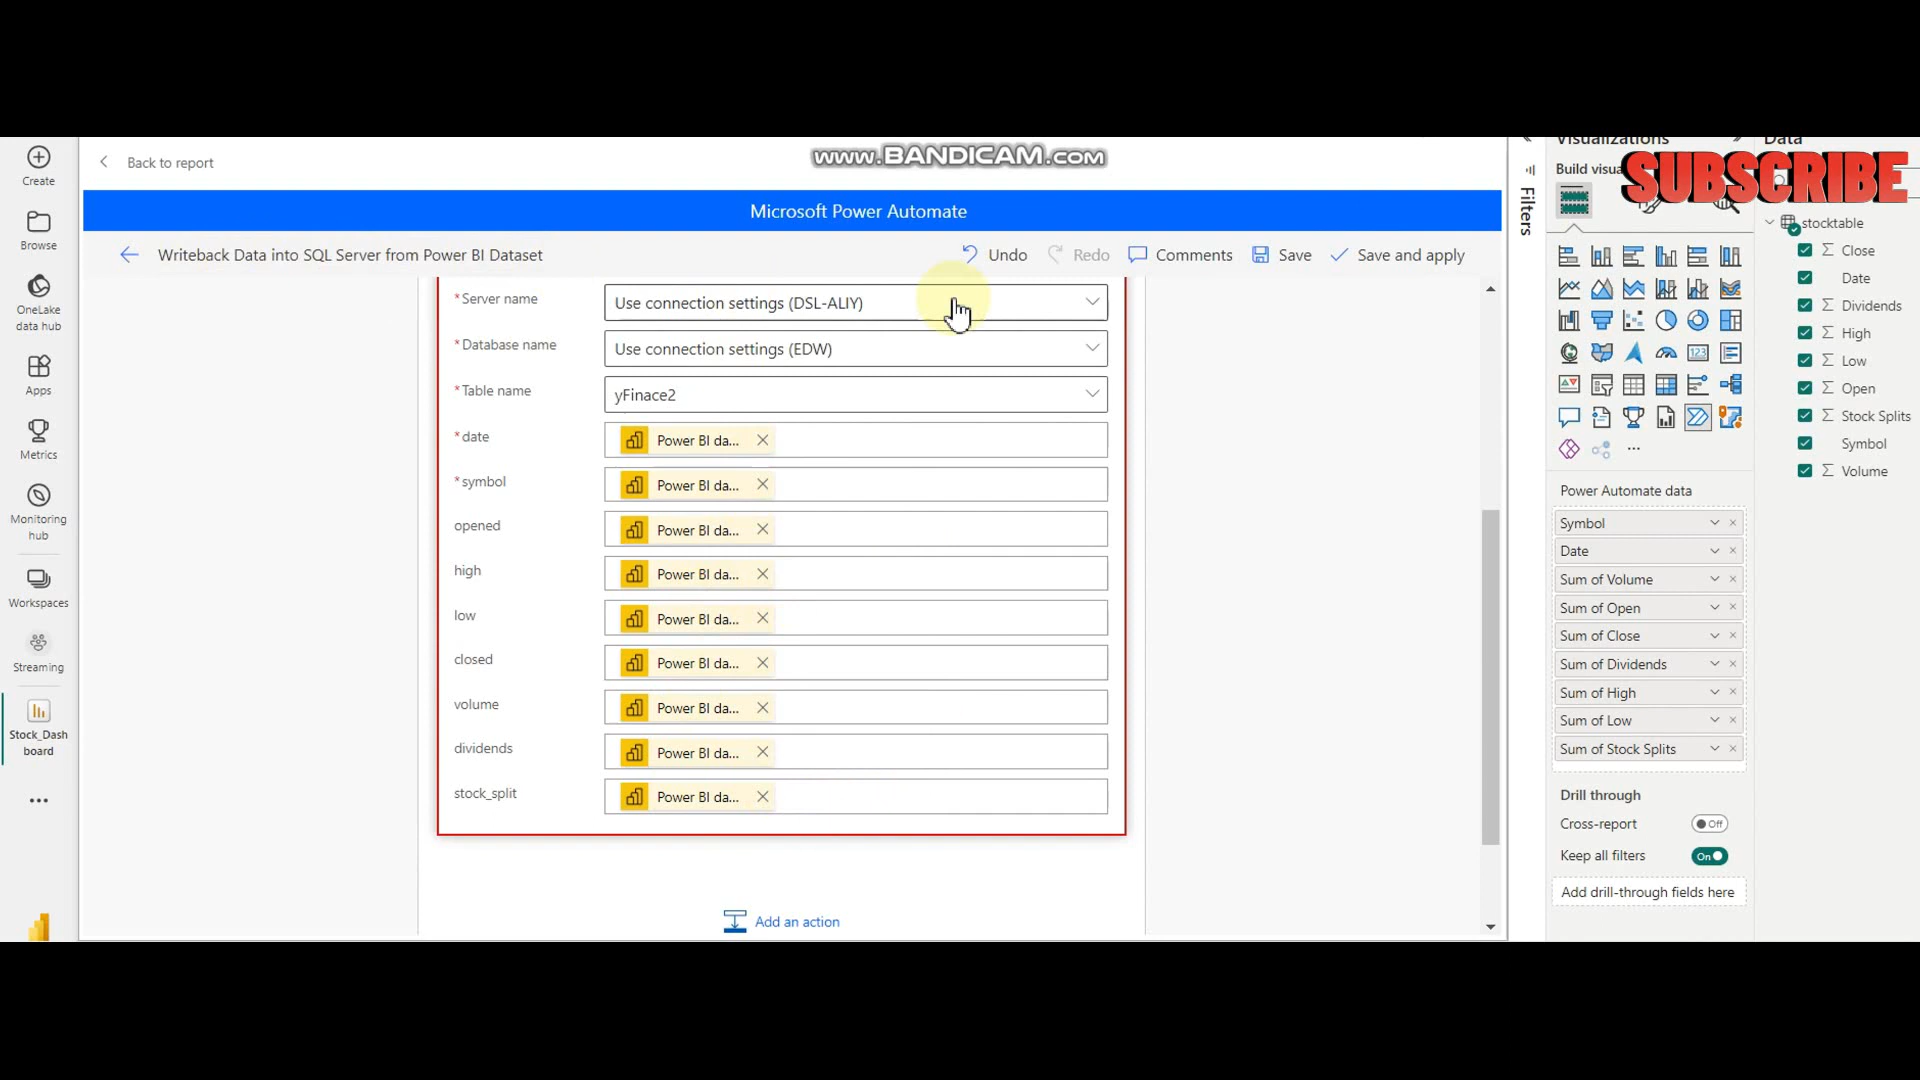 www.BANDICAM.com
SUBSCRIBE
Create
Browse
OneLake
data hub
Apps
Metrics
Monitoring
hub
Workspaces
Streaming
Stock_Dash
board
Back to report
Microsoft Power Automate
Writeback Data into SQL Server from Power BI Dataset
Undo
Redo
Comments
Save
Save and apply
*Server name
Use connection settings (DSL-ALIY)
*Database name
Use connection settings (EDW)
*Table name
yFinace2
*date
Power BI da...
*symbol
Power BI da...
opened
Power BI da...
high
Power BI da...
low
Power BI da...
closed
Power BI da...
volume
Power BI da...
dividends
Power BI da...
stock_split
Power BI da...
Add an action
Filters
Visualizations
Build visua
123
Power Automate data
Symbol
Date
Sum of Volume
Sum of Open
Sum of Close
Sum of Dividends
Sum of High
Sum of Low
Sum of Stock Splits
Drill through
Cross-report
Off
Keep all filters
On
Add drill-through fields here
Data
stocktable
Close
Date
Dividends
High
Low
Open
Stock Splits
Symbol
Volume